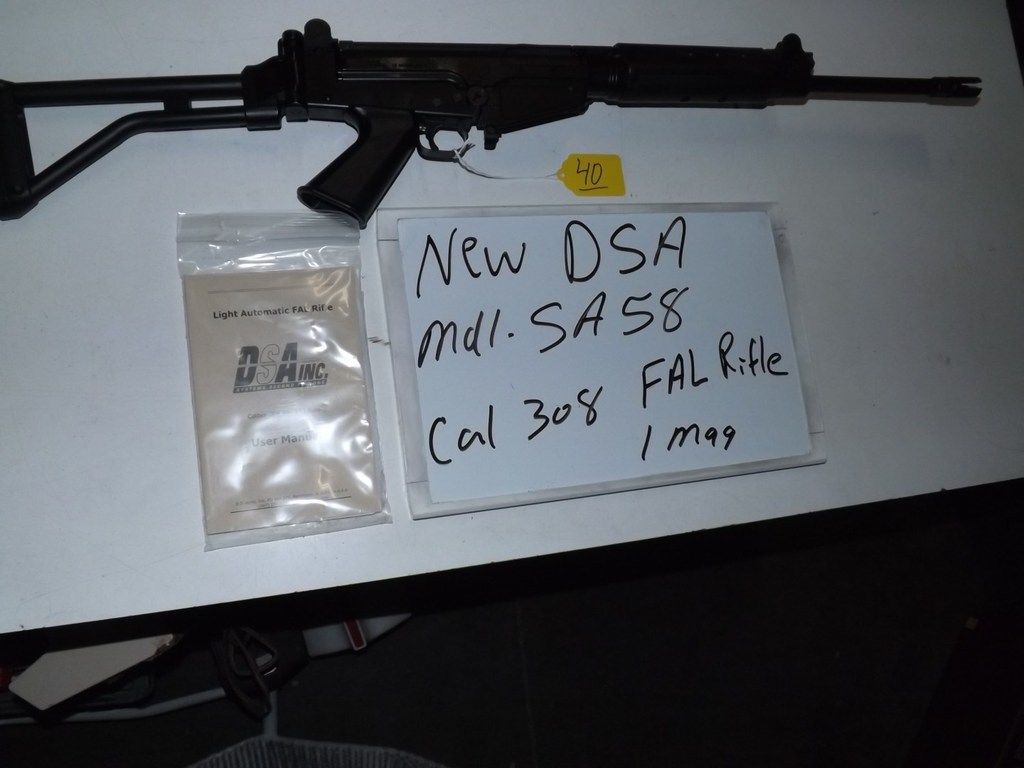 40
New DSA
Mdl. SA58
FAL Rifle
Cal 308
1 Mag
Light Automatic FAL Rifle
DSA INC.
User Manual